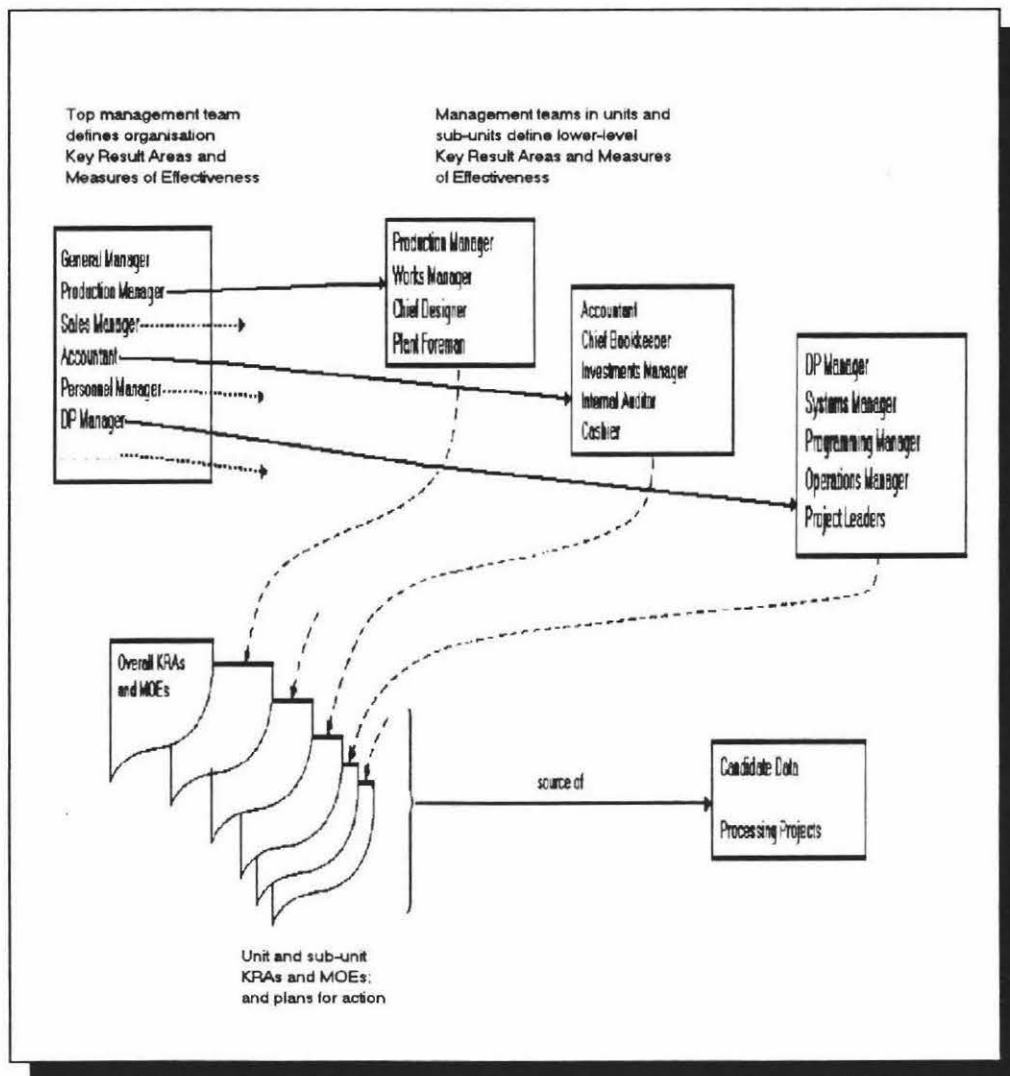 Top management team
defines organisation
Key Result Areas and
Measures of Effectiveness
Management teams in units and
sub-units define lower-level
Key Result Areas and Measures
of Effectiveness
General Manager
Production Manager
Sales Manager
Accountant
Personnel Manager
DP Manager
Production Manager
Works Manager
Chief Designer
Plant Foreman
Accountant
Chief Bookkeeper
Investments Manager
Internal Auditor
Cashier
DP Manager
Systems Manager
Programming Manager
Operations Manager
Project Leaders
Overall KRAs
and MOEs
source of
Candidate Data
Processing Projects
Unit and sub-unit
KRAs and MOEs;
and plans for action